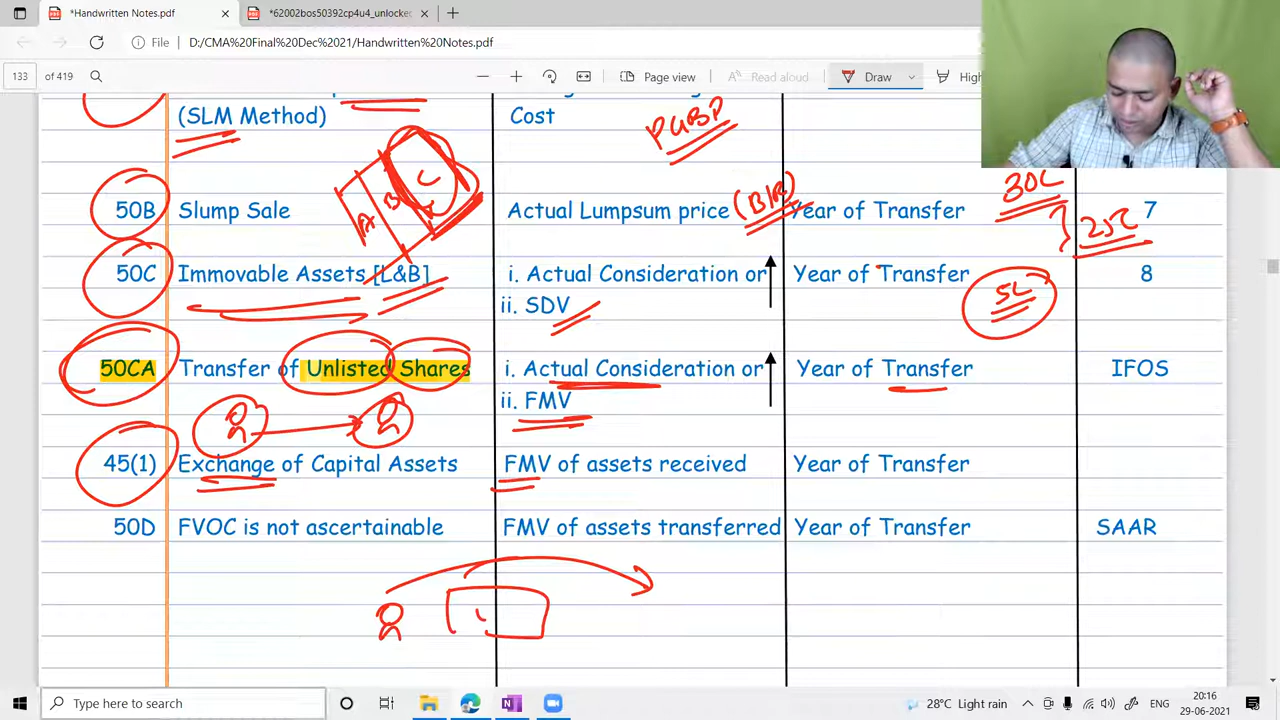 *Handwritten Notes.pdf
*62002bos50392cp4u4_unlocke
File D:/CMA%20Final%20Dec%2021/Handwritten%20Notes.pdf
133 of 419 Page view Read aloud Draw High
(SLM Method) Cost
PGBP
30L
50B Slump Sale Actual Lumpsum price (B/R) Year of Transfer 7
A B C
25L
50C Immovable Assets [L&B] i. Actual Consideration or Year of Transfer 8
ii. SDV
5L
50CA Transfer of Unlisted Shares i. Actual Consideration or Year of Transfer IFOS
ii. FMV
45(1) Exchange of Capital Assets FMV of assets received Year of Transfer
50D FVOC is not ascertainable FMV of assets transferred Year of Transfer SAAR
Type here to search 28°C Light rain ENG 20:16
29-06-2021